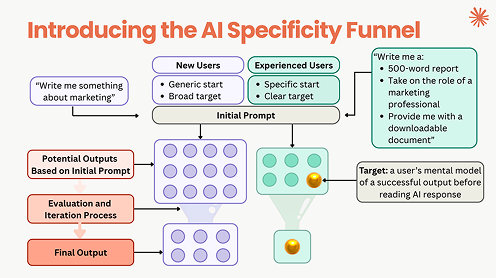 Introducing the AI Specificity Funnel
New Users
Experienced Users
• Generic start
• Broad target
• Specific start
• Clear target
“Write me something
about marketing”
“Write me a:
• 500-word report
• Take on the role of a
marketing
professional
• Provide me with a
downloadable
document”
Initial Prompt
Potential Outputs
Based on Initial Prompt
Target: a user’s mental model
of a successful output before
reading AI response
Evaluation and
Iteration Process
Final Output